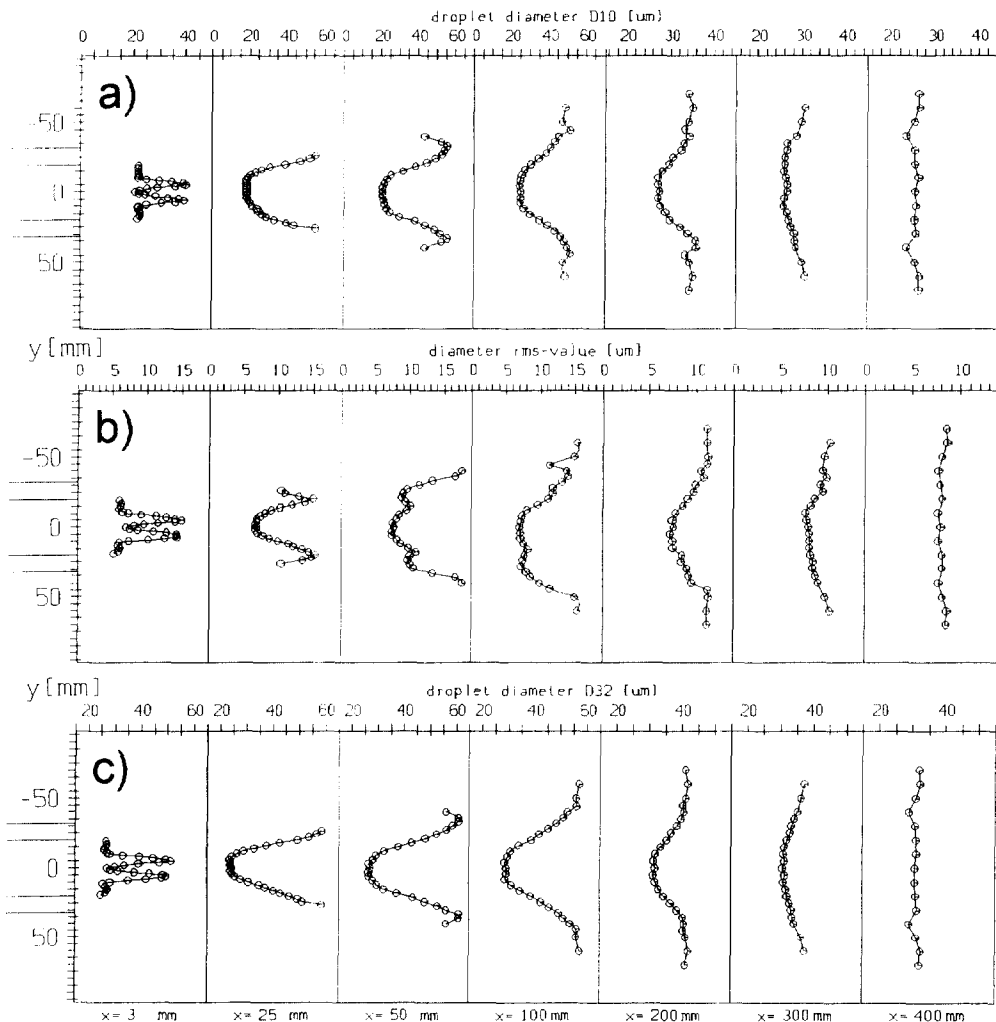 droplet diameter D10 [um]
0 20 40 0 20 40 60 0 20 40 60 0 20 40 60 20 30 40 20 30 40 20 30 40
a)
-50
0
50
y [mm]
diameter rms-value [um]
0 5 10 15 0 5 10 15 0 5 10 15 0 5 10 15 0 5 10 0 5 10 0 5 10
b)
-50
0
50
y [mm]
droplet diameter D32 [um]
20 40 60 20 40 60 20 40 60 20 40 60 20 40 20 40 20 40
c)
-50
0
50
x= 3 mm x= 25 mm x= 50 mm x= 100 mm x= 200 mm x= 300 mm x= 400 mm